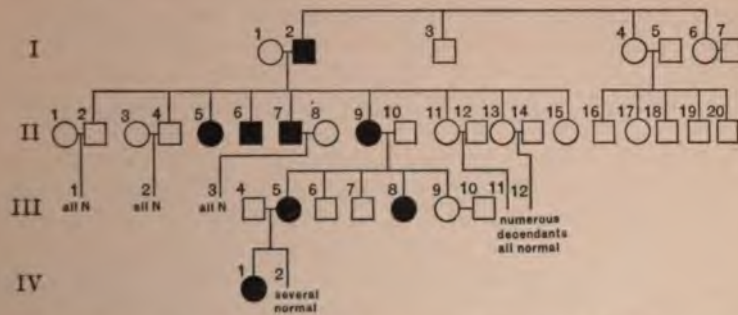 1 2 3 4 5 6 7
I
1 2 3 4 5 6 7 8 9 10 11 12 13 14 15 16 17 18 19 20
II
1 2 3 4 5 6 7 8 9 10 11 12
III
all N all N all N
numerous
decendants
all normal
1 2
IV
several
normal